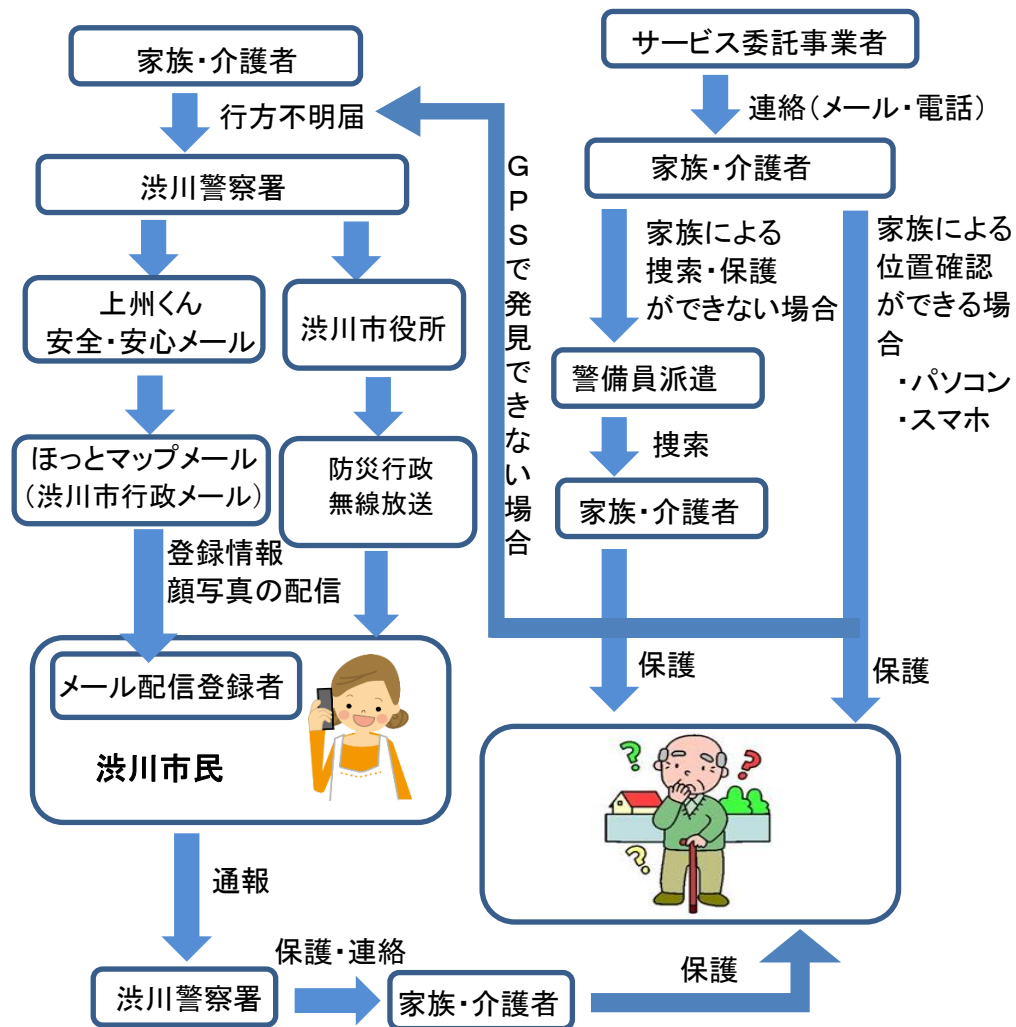 家族・介護者
行方不明届
渋川警察署
上州くん
安全・安心メール
渋川市役所
ほっとマップメール
（渋川市行政メール）
防災行政
無線放送
登録情報
顔写真の配信
メール配信登録者
渋川市民
通報
渋川警察署
保護・連絡
家族・介護者
保護
GPSで発見できない場合
サービス委託事業者
連絡（メール・電話）
家族・介護者
家族による
捜索・保護
ができない場合
警備員派遣
捜索
家族・介護者
保護
家族による
位置確認
ができる場
合
・パソコン
・スマホ
保護
?
?
?